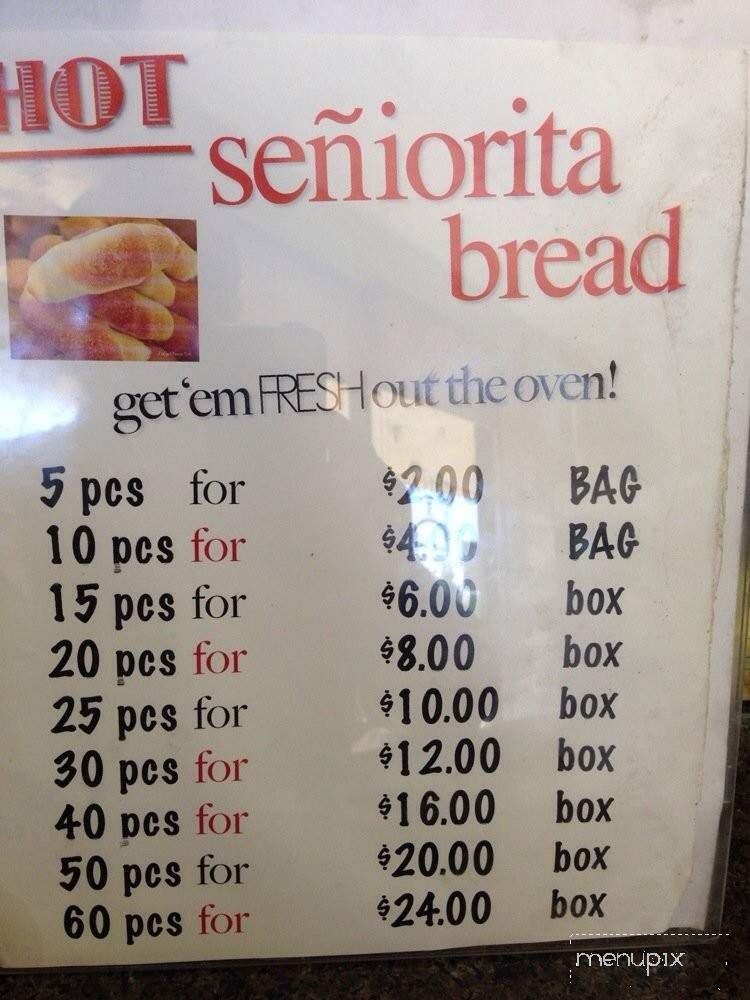 HOT
señiorita
bread
get 'em FRESH out the oven!
5 pcs for $2.00 BAG
10 pcs for $4.00 BAG
15 pcs for $6.00 box
20 pcs for $8.00 box
25 pcs for $10.00 box
30 pcs for $12.00 box
40 pcs for $16.00 box
50 pcs for $20.00 box
60 pcs for $24.00 box
menupix